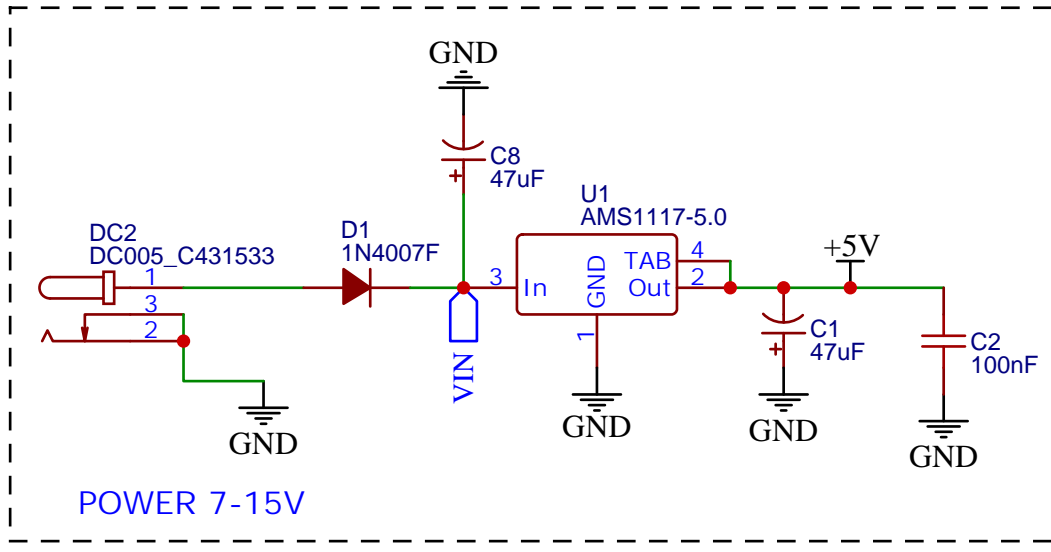 GND
C8
47uF
+
U1
AMS1117-5.0
DC2
DC005_C431533
D1
1N4007F
+5V
1
3
2
3
In
GND
TAB
4
Out
2
1
VIN
C1
47uF
+
C2
100nF
GND
GND
GND
GND
POWER 7-15V